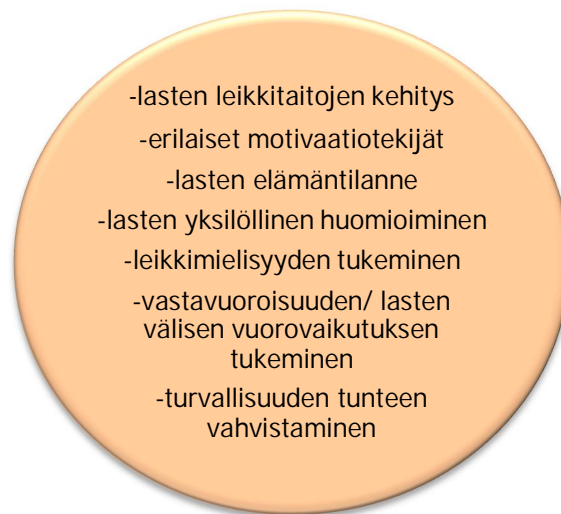 -lasten leikkitaitojen kehitys
-erilaiset motivaatiotekijät
-lasten elämäntilanne
-lasten yksilöllinen huomioiminen
-leikkimielisyyden tukeminen
-vastavuoroisuuden/ lasten
välisen vuorovaikutuksen
tukeminen
-turvallisuuden tunteen
vahvistaminen